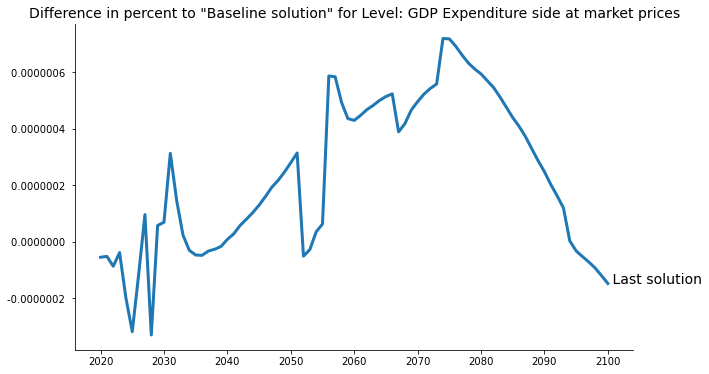 Difference in percent to "Baseline solution" for Level: GDP Expenditure side at market prices
0.0000006
0.0000004
0.0000002
0.0000000
-0.0000002
Last solution
2020 2030 2040 2050 2060 2070 2080 2090 2100